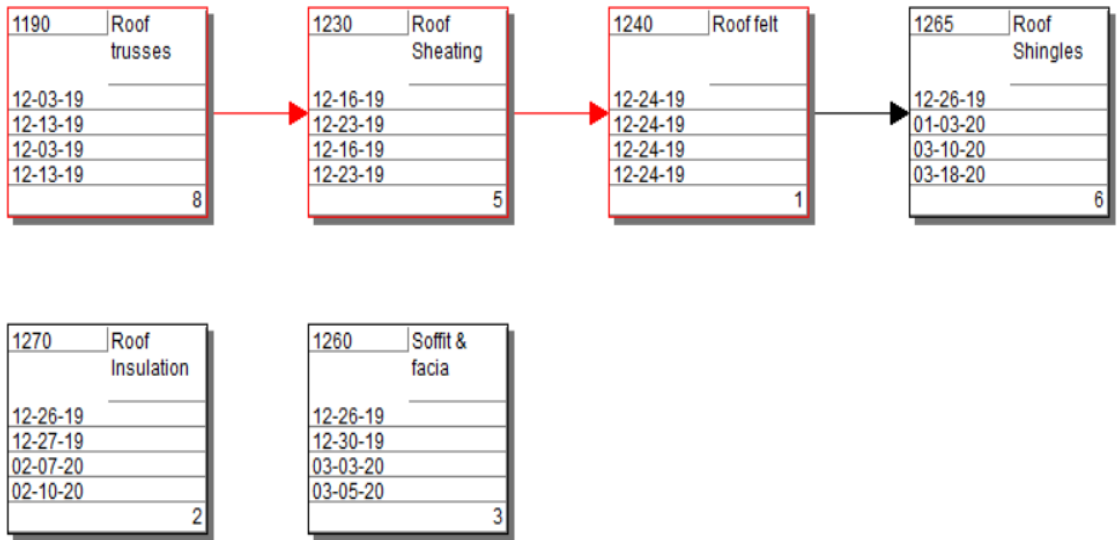 1190 Roof
trusses
12-03-19
12-13-19
12-03-19
12-13-19
8
1230 Roof
Sheating
12-16-19
12-23-19
12-16-19
12-23-19
5
1240 Roof felt
12-24-19
12-24-19
12-24-19
12-24-19
1
1265 Roof
Shingles
12-26-19
01-03-20
03-10-20
03-18-20
6
1270 Roof
Insulation
12-26-19
12-27-19
02-07-20
02-10-20
2
1260 Soffit &
facia
12-26-19
12-30-19
03-03-20
03-05-20
3